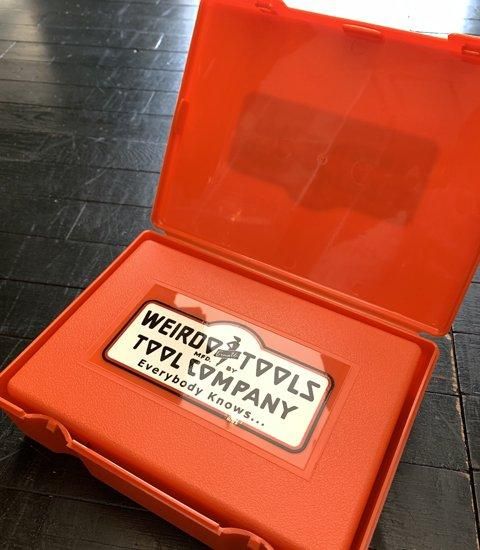 WEIRDO TOOLS
MFD. BY
TOOL COMPANY
Everybody Knows...